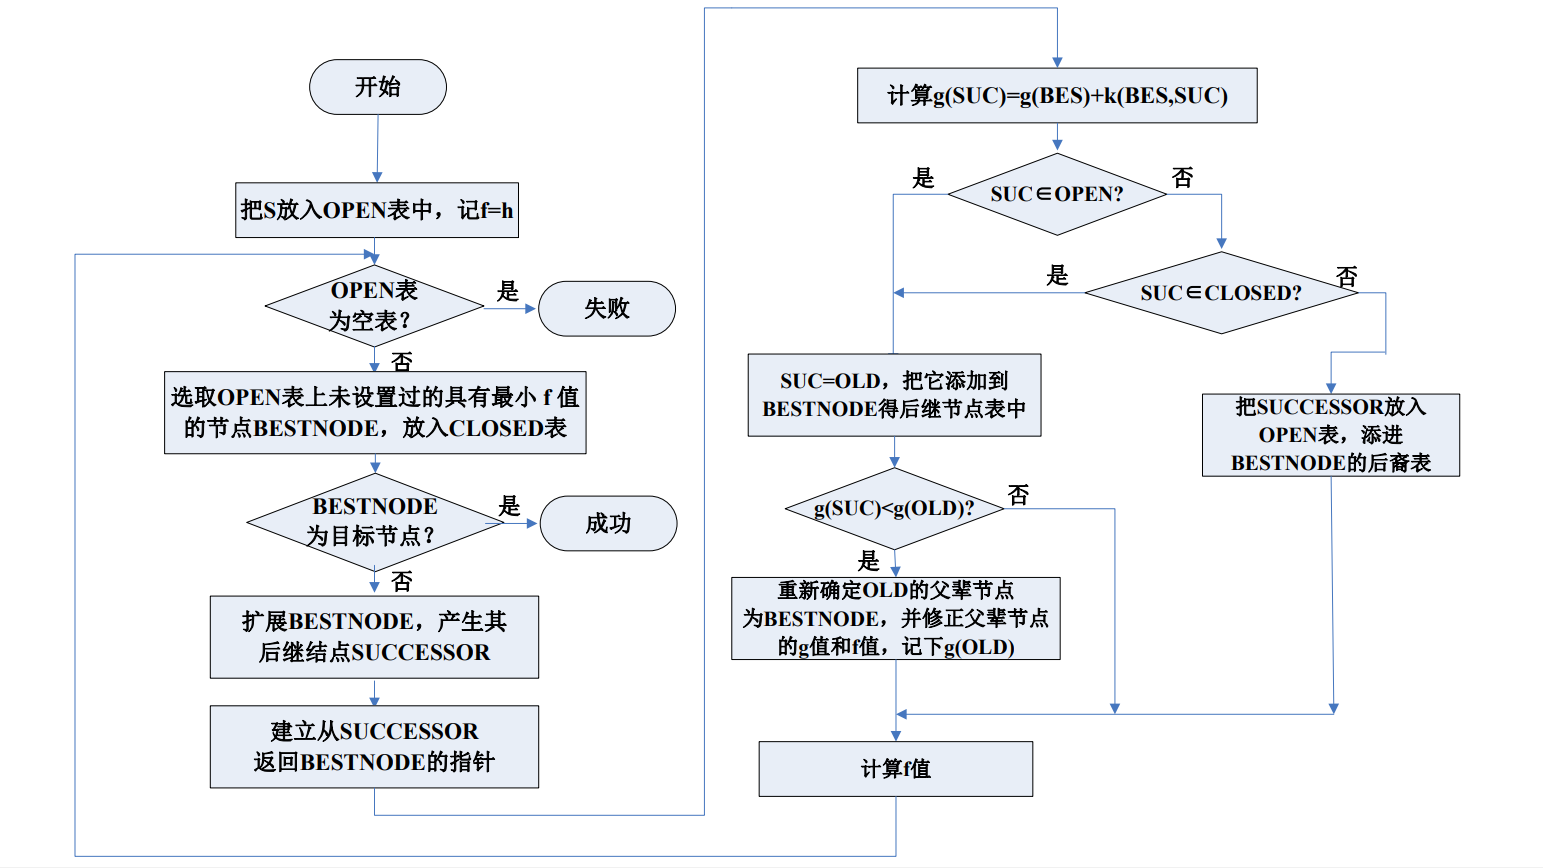 开始
把S放入OPEN表中，记f=h
OPEN表
为空表？
是
失败
否
选取OPEN表上未设置过的具有最小 f 值
的节点BESTNODE，放入CLOSED表
BESTNODE
为目标节点？
是
成功
否
扩展BESTNODE，产生其
后继结点SUCCESSOR
建立从SUCCESSOR
返回BESTNODE的指针
计算g(SUC)=g(BES)+k(BES,SUC)
SUC∈OPEN?
是
否
SUC∈CLOSED?
是
否
SUC=OLD，把它添加到
BESTNODE得后继节点表中
把SUCCESSOR放入
OPEN表，添进
BESTNODE的后裔表
g(SUC)<g(OLD)?
否
是
重新确定OLD的父辈节点
为BESTNODE，并修正父辈节点
的g值和f值，记下g(OLD)
计算f值